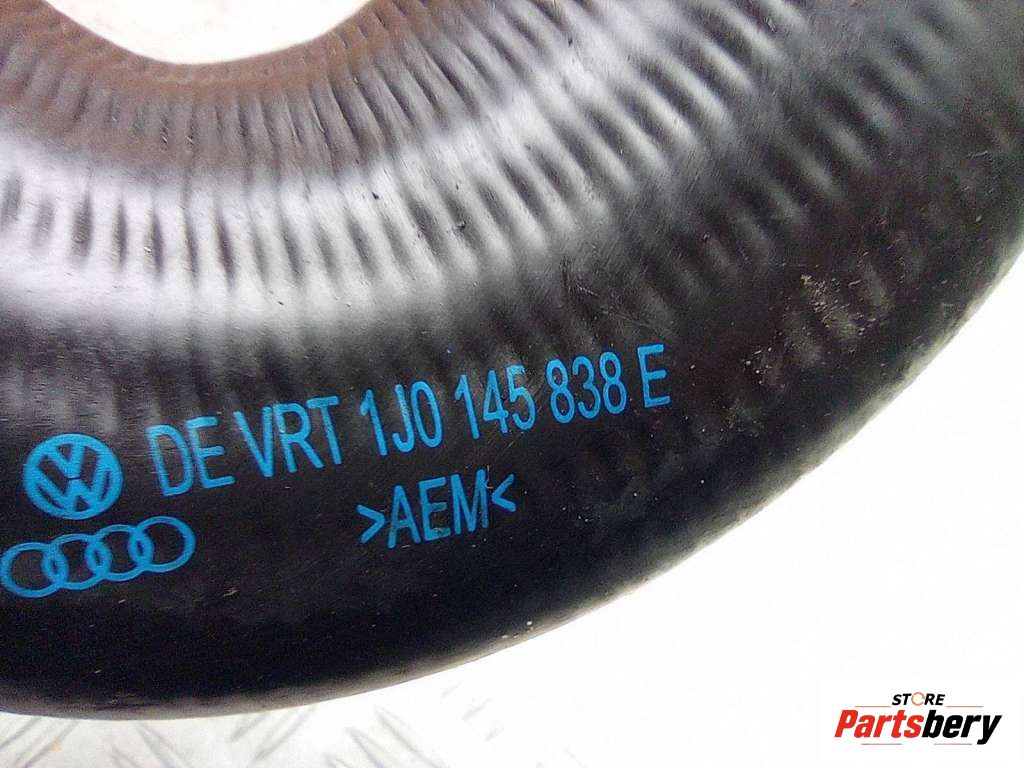 DE VRT 1J0 145 838 E
>AEM<
STORE
Partsbery